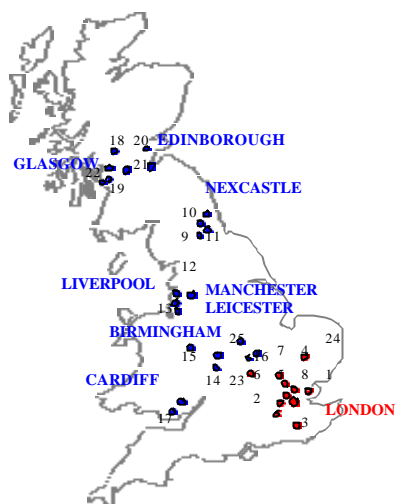 18 20 EDINBOROUGH
GLASGOW 21
22
19
NEXCASTLE
10
9 11
12
LIVERPOOL
MANCHESTER
13 LEICESTER
BIRMINGHAM 25 24
15 16 7 4
CARDIFF 14 23 6 5 8 1
2
17 3 LONDON